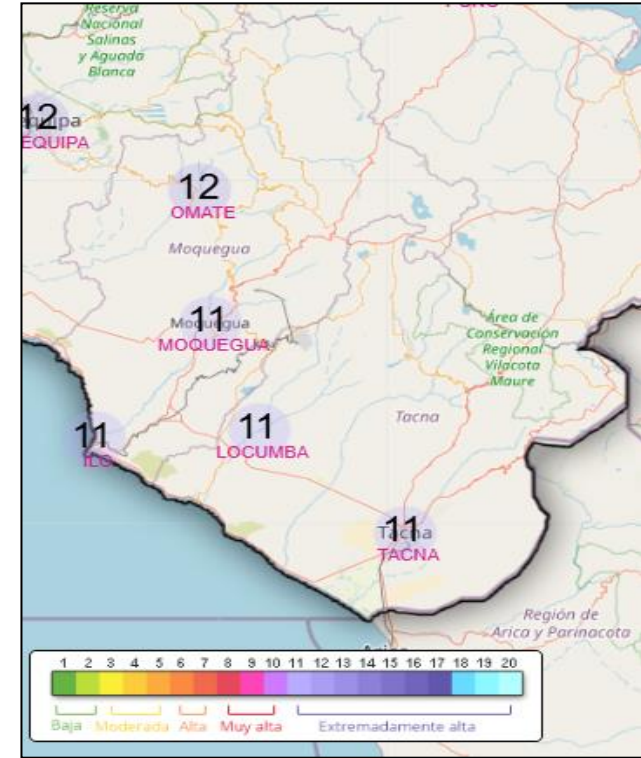 Reserva
Nacional
Salinas
y Aguada
Blanca
12
EQUIPA
12
OMATE
Moquegua
11
Moquegua
MOQUEGUA
Área de
Conservación
Regional
Vilacota
Maure
11
ILO
11
LOCUMBA
Tacna
11
Tacna
TACNA
Región de
Arica y Parinacota
1 2 3 4 5 6 7 8 9 10 11 12 13 14 15 16 17 18 19 20
Baja Moderada Alta Muy alta Extremadamente alta